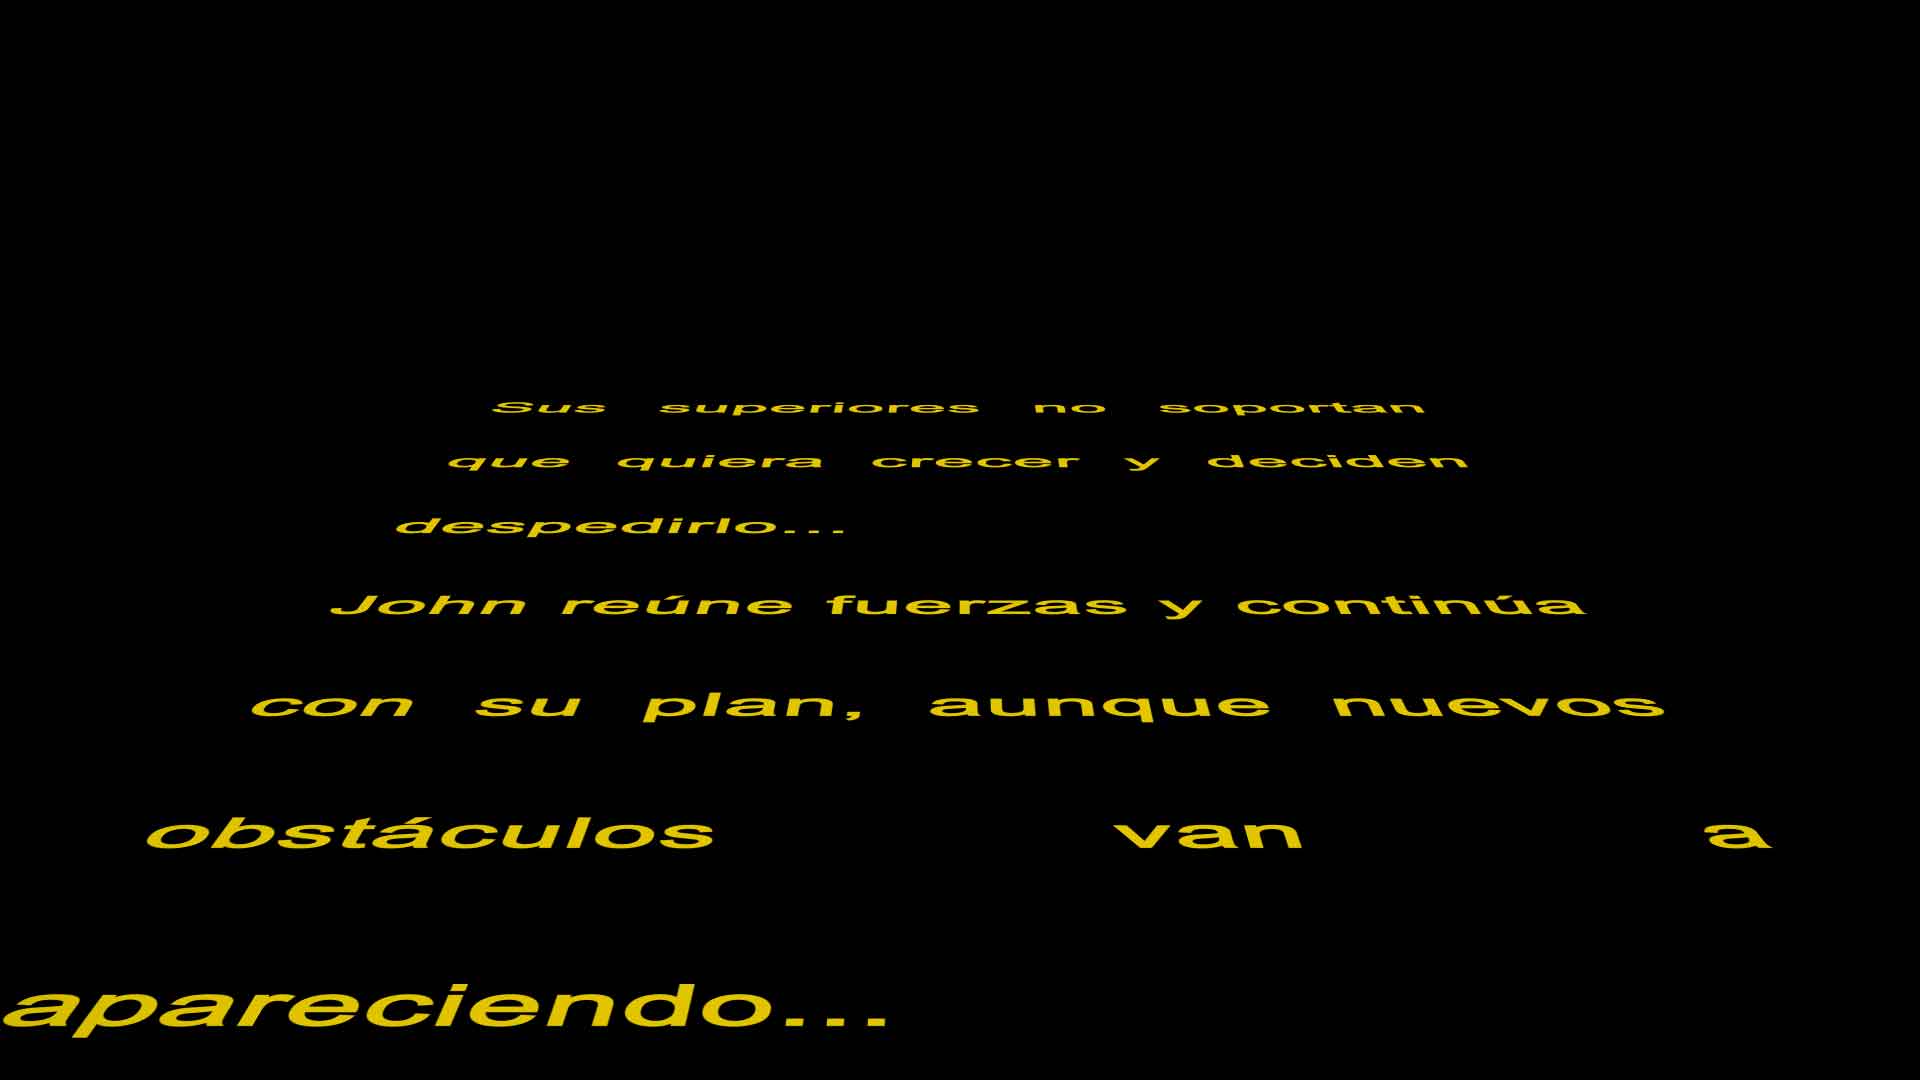 Sus superiores no soportan
que quiera crecer y deciden
despedirlo...
John reúne fuerzas y continúa
con su plan, aunque nuevos
obstáculos van a
apareciendo...